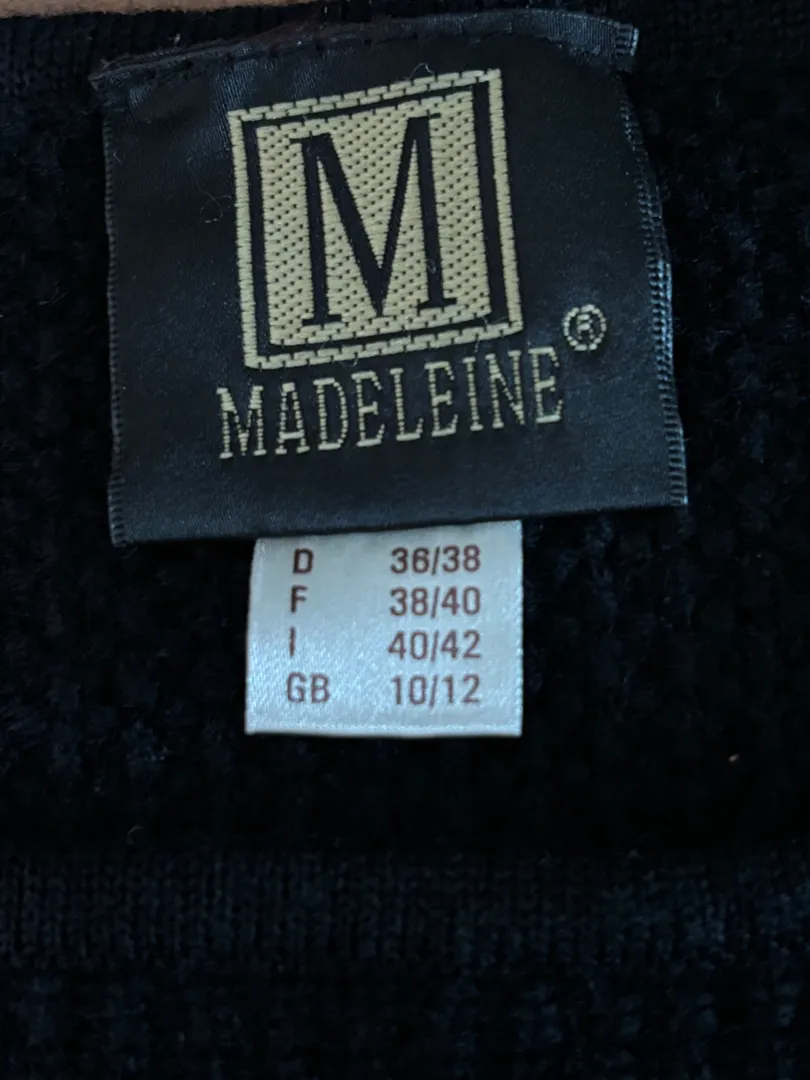 M
MADELEINE®
D 36/38
F 38/40
I 40/42
GB 10/12